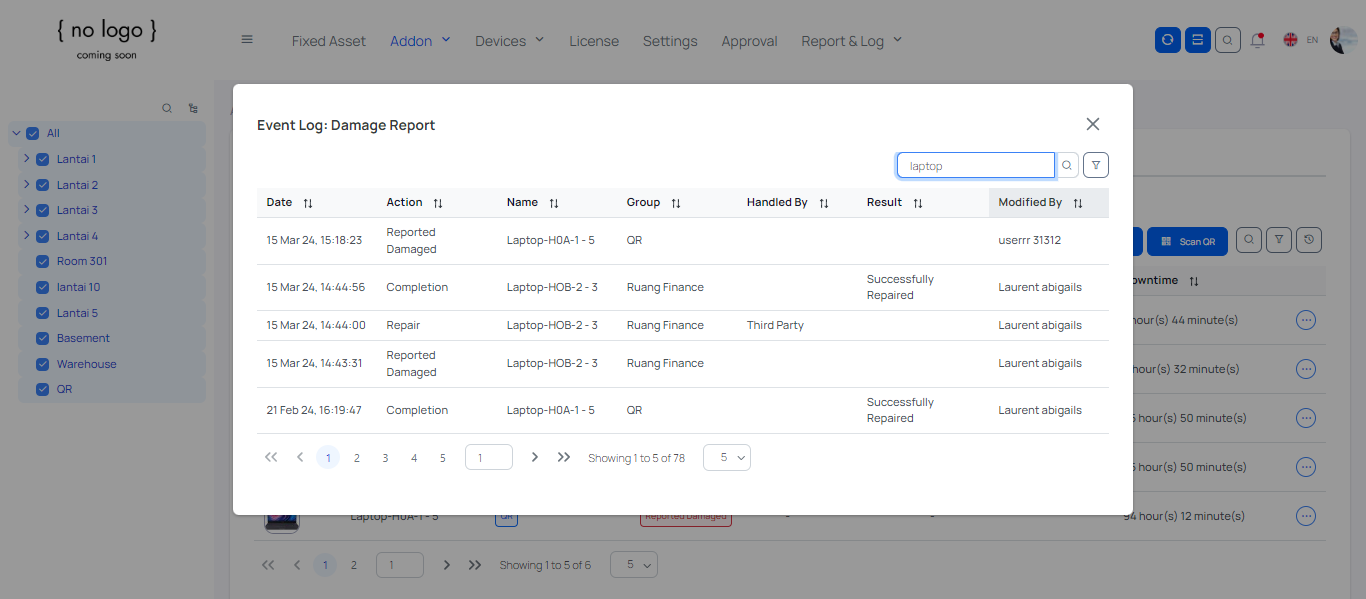 { no logo }
coming soon
Fixed Asset Addon Devices License Settings Approval Report & Log EN
All
Lantai 1
Lantai 2
Lantai 3
Lantai 4
Room 301
lantai 10
Lantai 5
Basement
Warehouse
QR
Event Log: Damage Report
laptop
Date Action Name Group Handled By Result Modified By
15 Mar 24, 15:18:23 Reported Damaged Laptop-H0A-1 - 5 QR userrr 31312
15 Mar 24, 14:44:56 Completion Laptop-HOB-2 - 3 Ruang Finance Successfully Repaired Laurent abigails
15 Mar 24, 14:44:00 Repair Laptop-HOB-2 - 3 Ruang Finance Third Party Laurent abigails
15 Mar 24, 14:43:31 Reported Damaged Laptop-HOB-2 - 3 Ruang Finance Laurent abigails
21 Feb 24, 16:19:47 Completion Laptop-H0A-1 - 5 QR Successfully Repaired Laurent abigails
1 2 3 4 5 1 Showing 1 to 5 of 78 5
Scan QR
owntime
hour(s) 44 minute(s)
hour(s) 32 minute(s)
5 hour(s) 50 minute(s)
5 hour(s) 50 minute(s)
Laptop-H0A-1 - 5 QR Reported Damaged - - 94 hour(s) 12 minute(s)
1 2 1 Showing 1 to 5 of 6 5